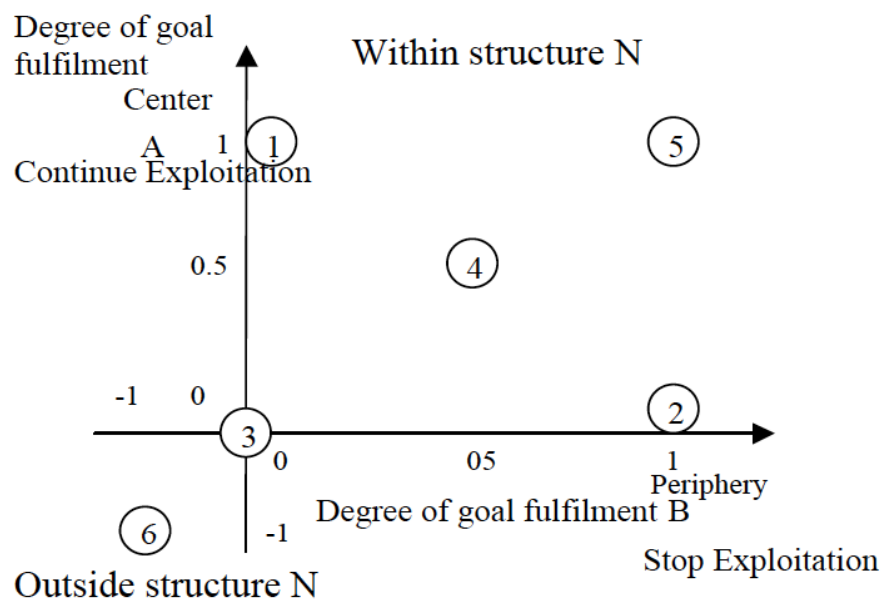 Degree of goal
fulfilment
Within structure N
Center
A 1 1 5
Continue Exploitation
0.5 4
-1 0 2
3
0 05 1
Periphery
Degree of goal fulfilment B
6 -1
Stop Exploitation
Outside structure N